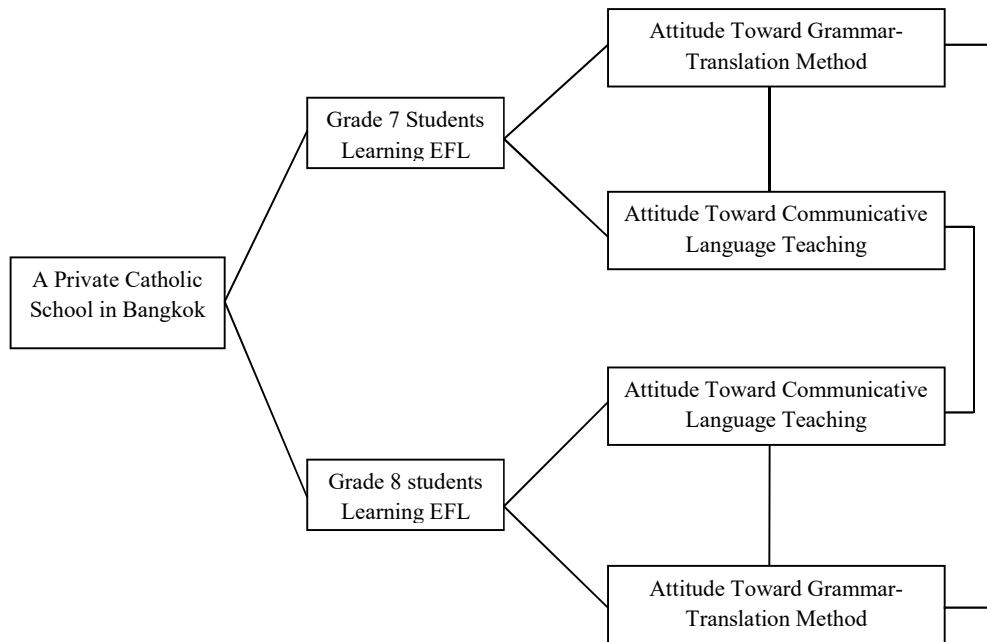 Attitude Toward Grammar-
Translation Method
Grade 7 Students
Learning EFL
Attitude Toward Communicative
Language Teaching
A Private Catholic
School in Bangkok
Attitude Toward Communicative
Language Teaching
Grade 8 students
Learning EFL
Attitude Toward Grammar-
Translation Method